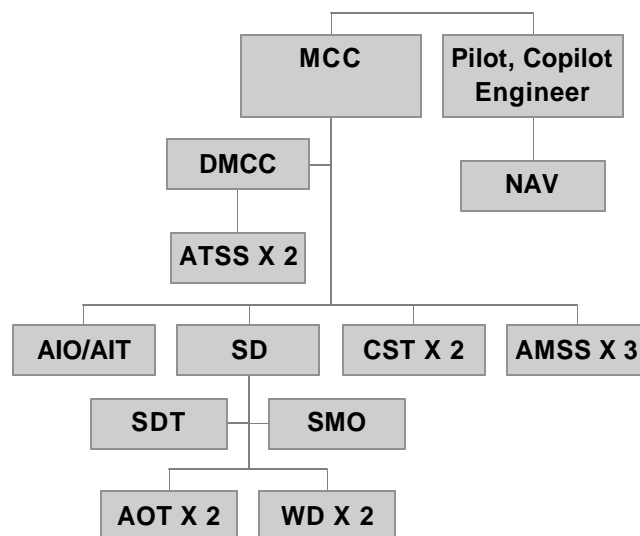 MCC
Pilot, Copilot
Engineer
DMCC
NAV
ATSS X 2
AIO/AIT
SD
CST X 2
AMSS X 3
SDT
SMO
AOT X 2
WD X 2